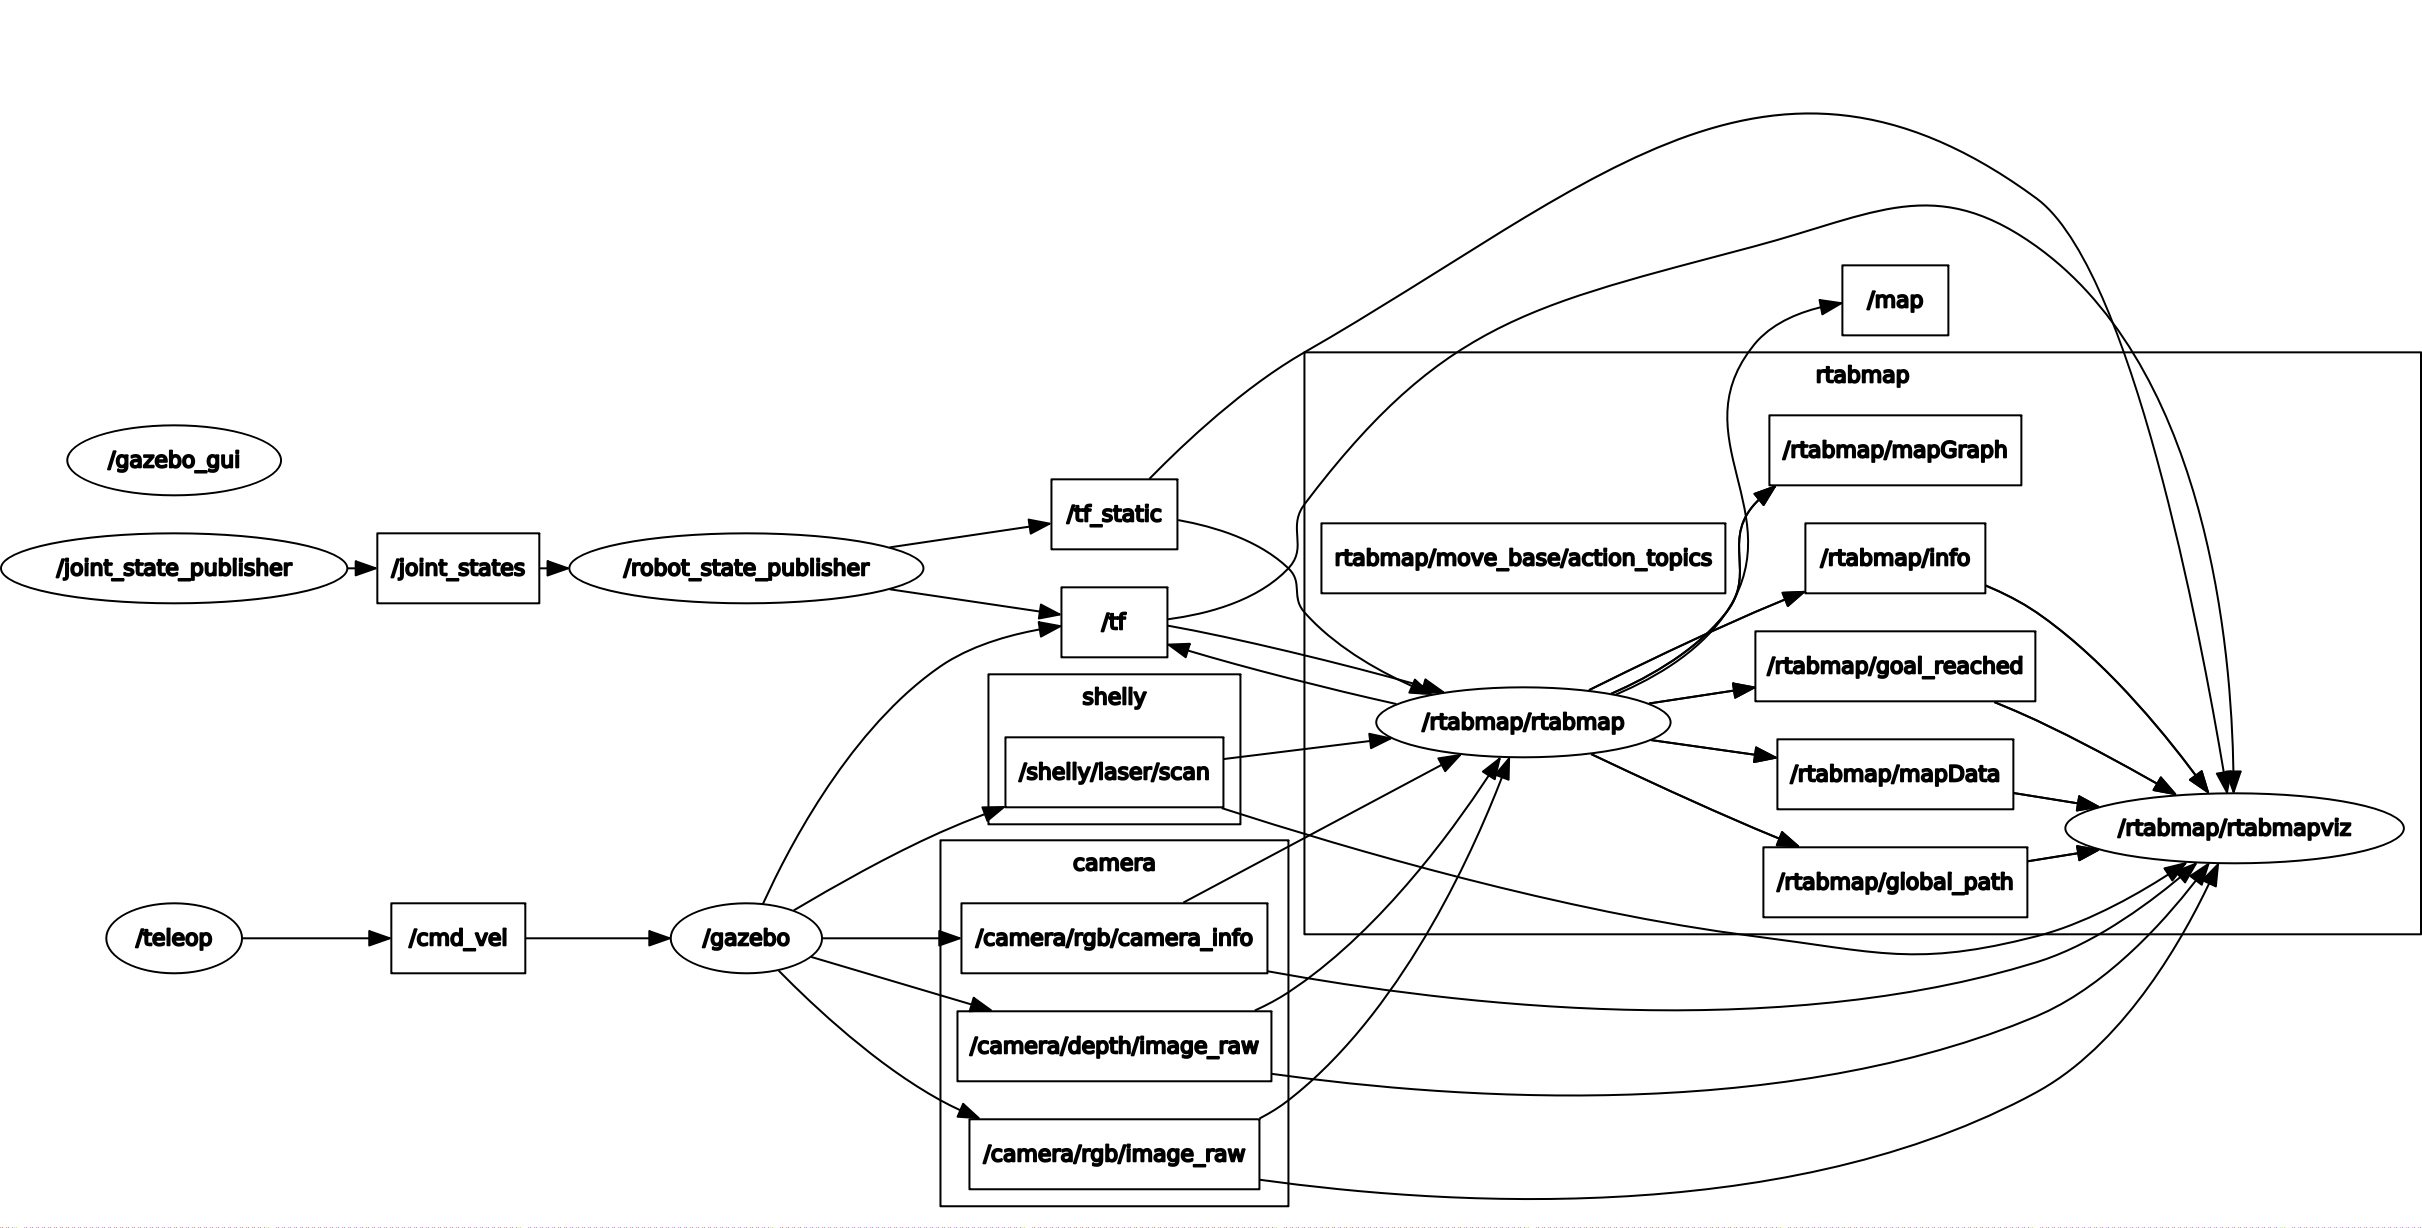 /map
rtabmap
/rtabmap/mapGraph
/gazebo_gui
/tf_static
rtabmap/move_base/action_topics
/rtabmap/info
/joint_state_publisher
/joint_states
/robot_state_publisher
/tf
/rtabmap/goal_reached
shelly
/rtabmap/rtabmap
/shelly/laser/scan
/rtabmap/mapData
/rtabmap/rtabmapviz
camera
/rtabmap/global_path
/teleop
/cmd_vel
/gazebo
/camera/rgb/camera_info
/camera/depth/image_raw
/camera/rgb/image_raw